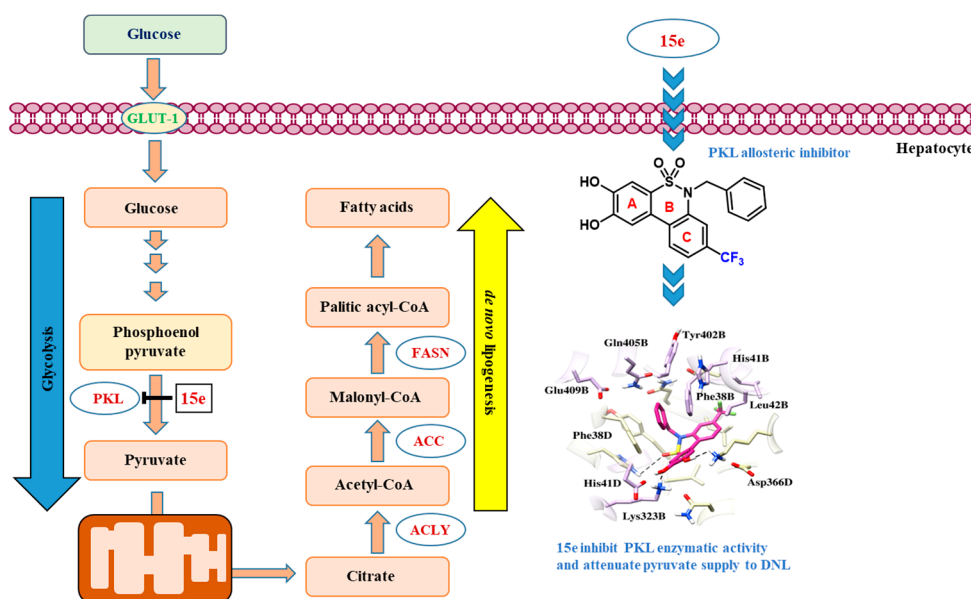 Glucose
GLUT-1
Glucose
Glycolysis
Phosphoenol
pyruvate
PKL
15e
Pyruvate
Fatty acids
Palitic acyl-CoA
FASN
Malonyl-CoA
ACC
Acetyl-CoA
ACLY
Citrate
de novo lipogenesis
15e
Hepatocyte
PKL allosteric inhibitor
O
O
S
HO
HO
N
A
B
C
CF3
Tyr402B
Gln405B
His41B
Glu409B
Phe38B
Leu42B
Phe38D
His41D
Asp366D
Lys323B
15e inhibit PKL enzymatic activity
and attenuate pyruvate supply to DNL